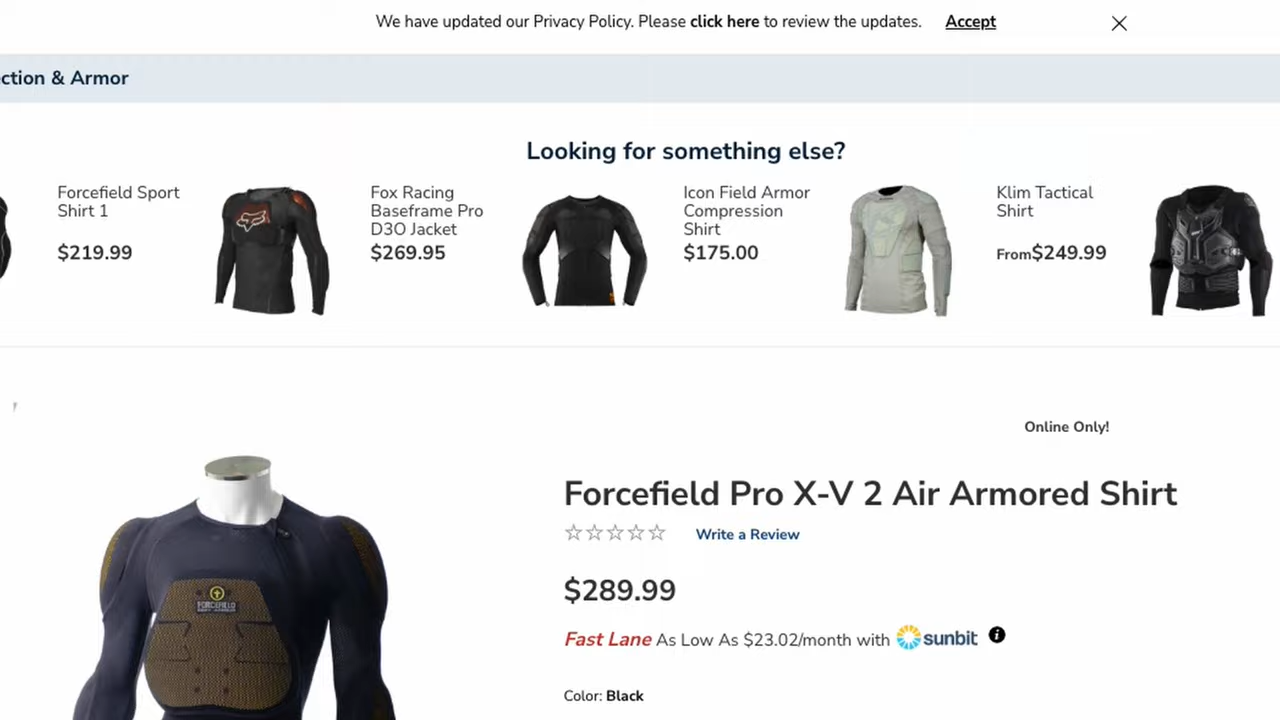 We have updated our Privacy Policy. Please click here to review the updates. Accept
ction & Armor
Looking for something else?
Forcefield Sport
Shirt 1
$219.99
Fox Racing
Baseframe Pro
D3O Jacket
$269.95
Icon Field Armor
Compression
Shirt
$175.00
Klim Tactical
Shirt
From$249.99
Online Only!
Forcefield Pro X-V 2 Air Armored Shirt
Write a Review
$289.99
Fast Lane As Low As $23.02/month with sunbit
Color: Black
FORCEFIELD